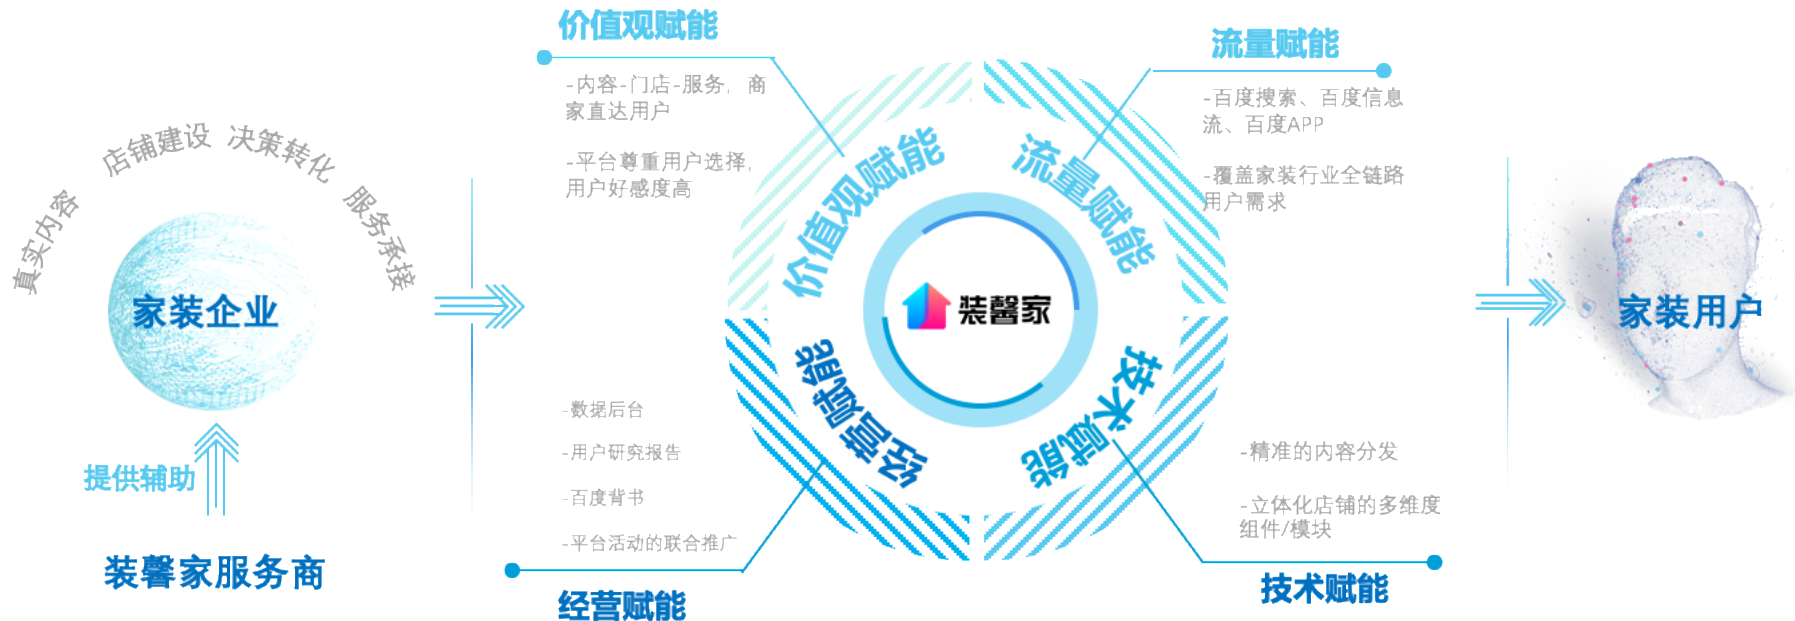 真实内容
店铺建设
决策转化
服务承接
家装企业
提供辅助
装馨家服务商
价值观赋能
-内容-门店-服务，商
家直达用户
-平台尊重用户选择，
用户好感度高
流量赋能
-百度搜索、百度信息
流、百度APP
-覆盖家装行业全链路
用户需求
价值观赋能
流量赋能
装馨家
经营赋能
技术赋能
-数据后台
-用户研究报告
-百度背书
-平台活动的联合推广
经营赋能
-精准的内容分发
-立体化店铺的多维度
组件/模块
技术赋能
家装用户